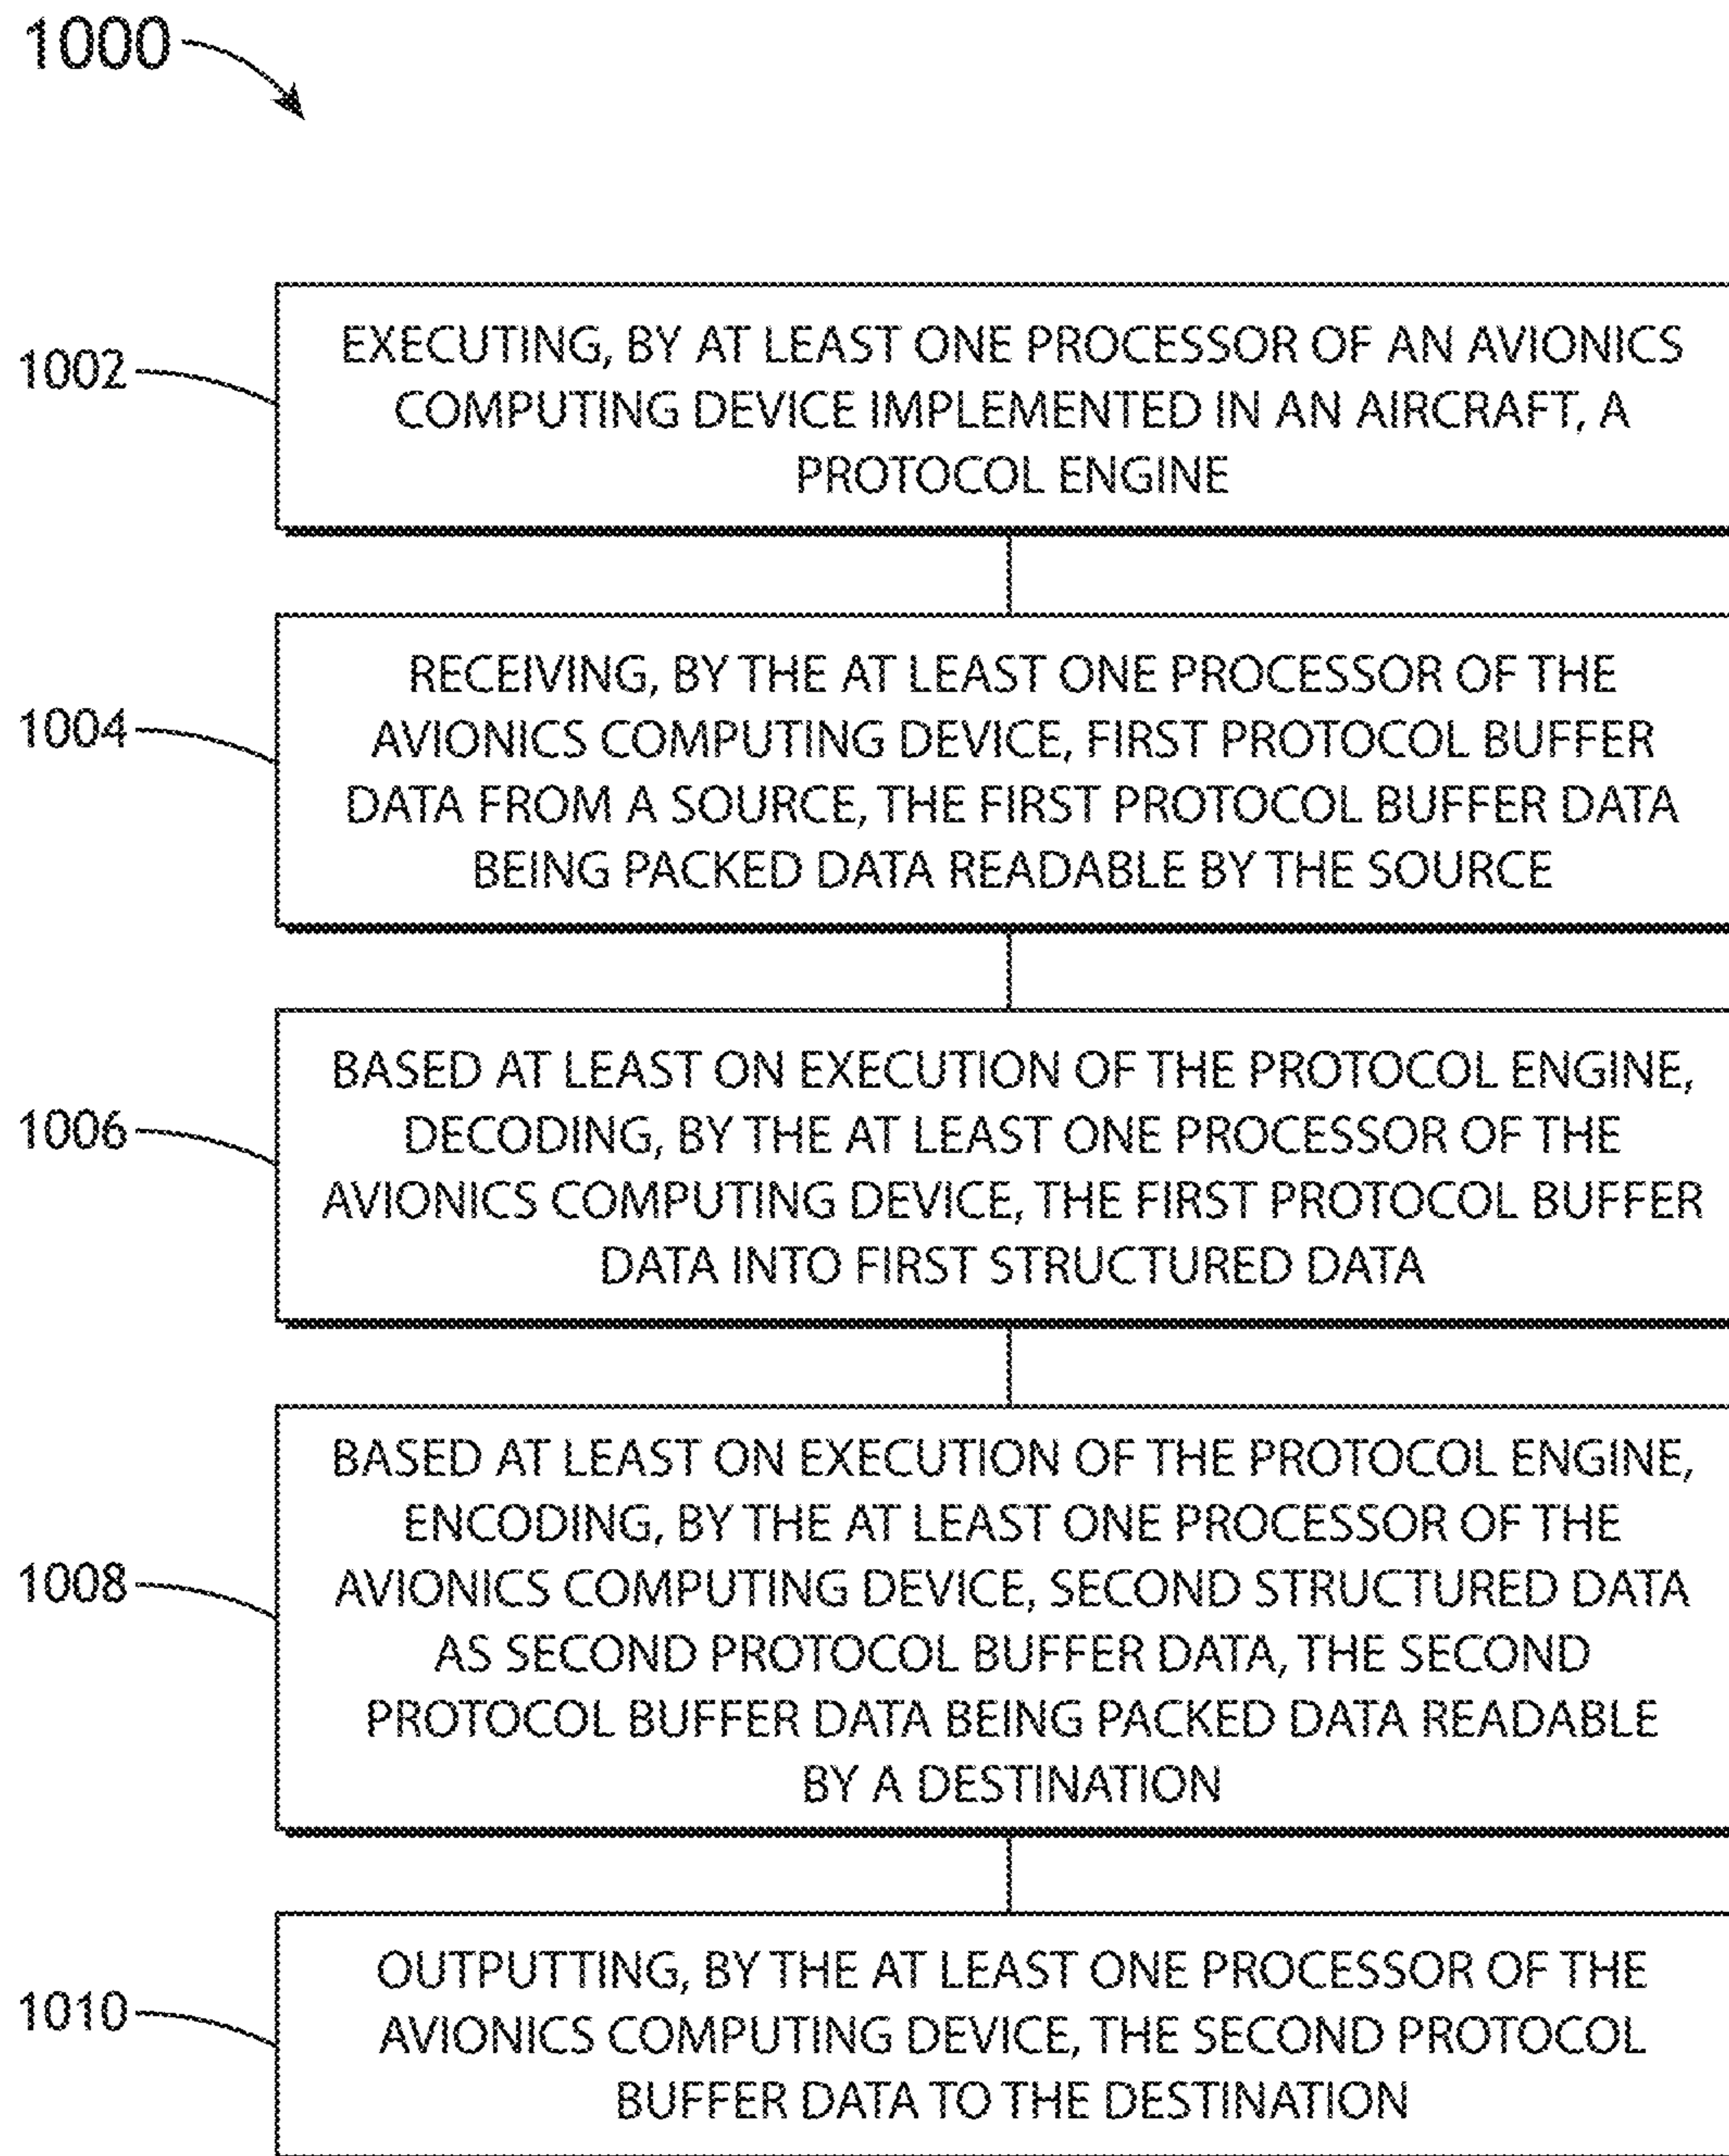 1000
1002
EXECUTING, BY AT LEAST ONE PROCESSOR OF AN AVIONICS
COMPUTING DEVICE IMPLEMENTED IN AN AIRCRAFT, A
PROTOCOL ENGINE
1004
RECEIVING, BY THE AT LEAST ONE PROCESSOR OF THE
AVIONICS COMPUTING DEVICE, FIRST PROTOCOL BUFFER
DATA FROM A SOURCE, THE FIRST PROTOCOL BUFFER DATA
BEING PACKED DATA READABLE BY THE SOURCE
1006
BASED AT LEAST ON EXECUTION OF THE PROTOCOL ENGINE,
DECODING, BY THE AT LEAST ONE PROCESSOR OF THE
AVIONICS COMPUTING DEVICE, THE FIRST PROTOCOL BUFFER
DATA INTO FIRST STRUCTURED DATA
1008
BASED AT LEAST ON EXECUTION OF THE PROTOCOL ENGINE,
ENCODING, BY THE AT LEAST ONE PROCESSOR OF THE
AVIONICS COMPUTING DEVICE, SECOND STRUCTURED DATA
AS SECOND PROTOCOL BUFFER DATA, THE SECOND
PROTOCOL BUFFER DATA BEING PACKED DATA READABLE
BY A DESTINATION
1010
OUTPUTTING, BY THE AT LEAST ONE PROCESSOR OF THE
AVIONICS COMPUTING DEVICE, THE SECOND PROTOCOL
BUFFER DATA TO THE DESTINATION